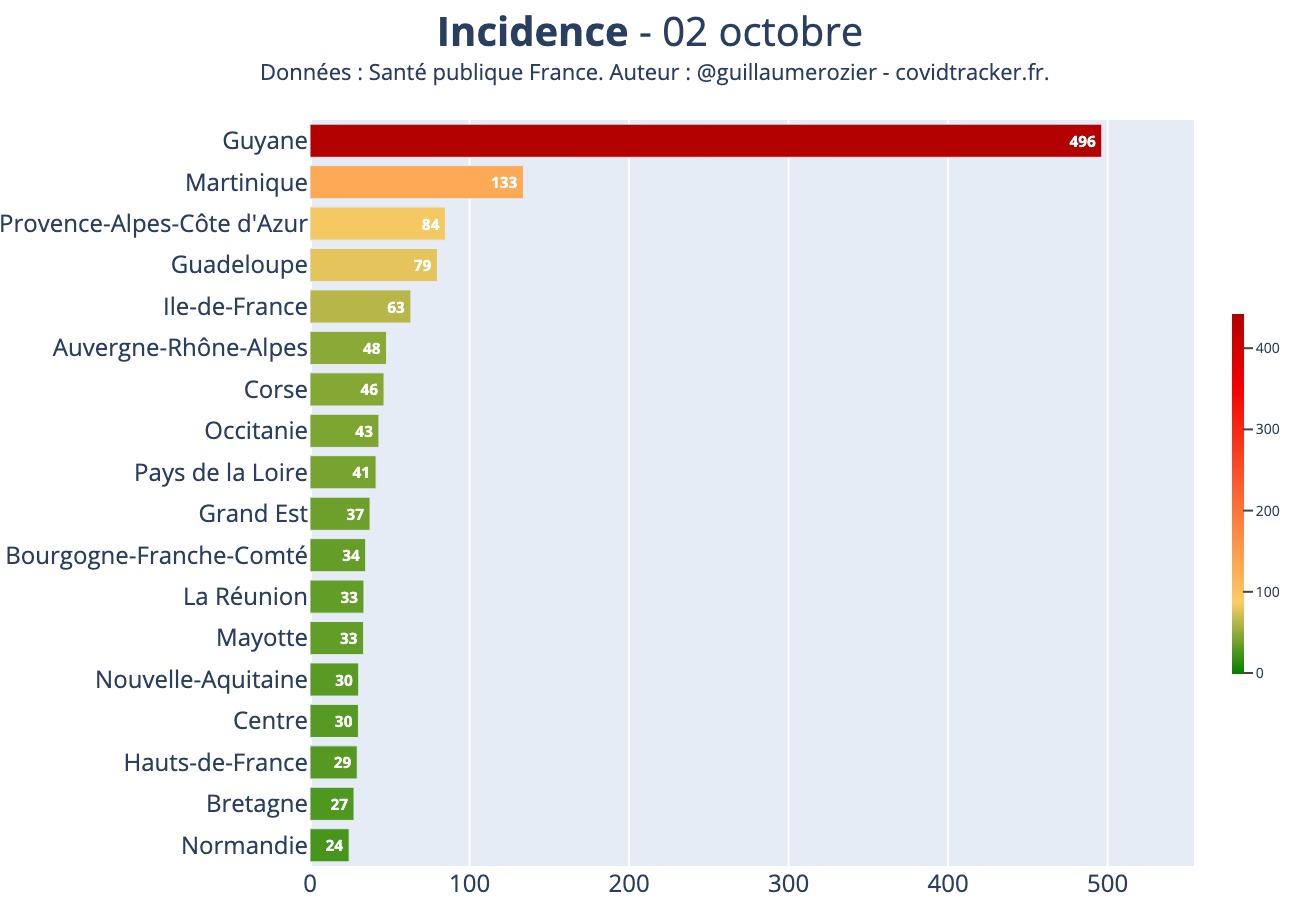 Incidence - 02 octobre
Données : Santé publique France. Auteur : @guillaumerozier - covidtracker.fr.
Guyane 496
Martinique 133
Provence-Alpes-Côte d'Azur 84
Guadeloupe 79
Ile-de-France 63
Auvergne-Rhône-Alpes 48
Corse 46
Occitanie 43
Pays de la Loire 41
Grand Est 37
Bourgogne-Franche-Comté 34
La Réunion 33
Mayotte 33
Nouvelle-Aquitaine 30
Centre 30
Hauts-de-France 29
Bretagne 27
Normandie 24
0 100 200 300 400 500
400
300
200
100
0